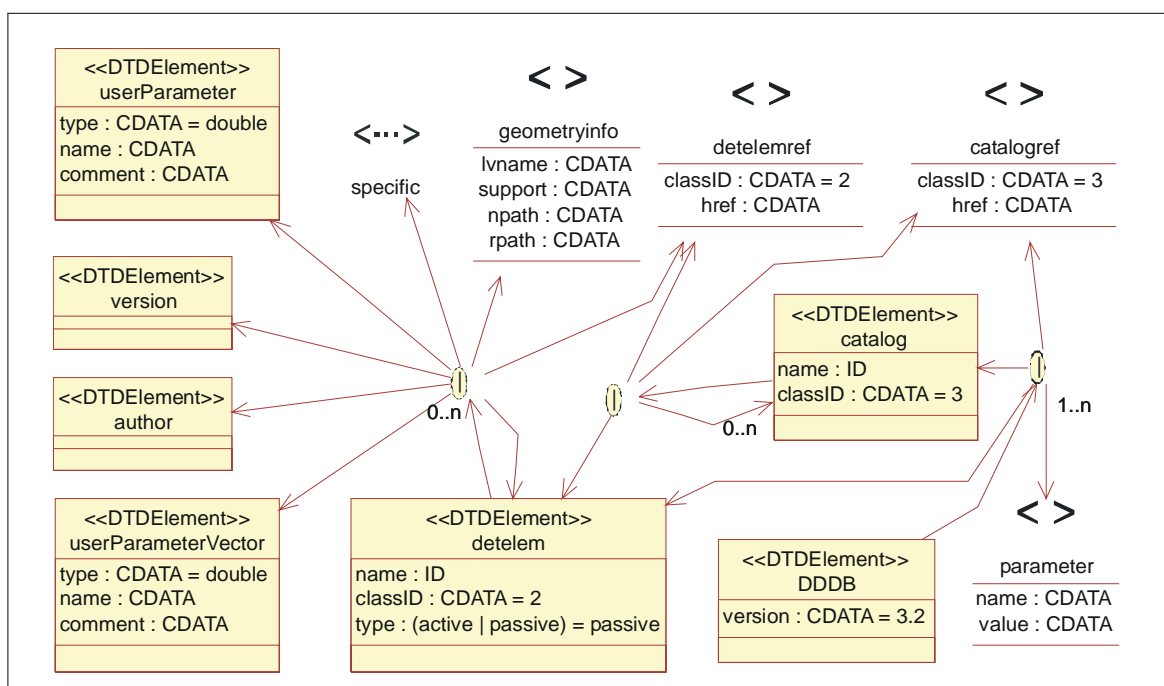 <<DTDElement>>
userParameter
type : CDATA = double
name : CDATA
comment : CDATA
<···>
specific
< >
geometryinfo
lvname : CDATA
support : CDATA
npath : CDATA
rpath : CDATA
< >
detelemref
classID : CDATA = 2
href : CDATA
< >
catalogref
classID : CDATA = 3
href : CDATA
<<DTDElement>>
version
<<DTDElement>>
author
0..n
<<DTDElement>>
catalog
name : ID
classID : CDATA = 3
0..n
1..n
<<DTDElement>>
userParameterVector
type : CDATA = double
name : CDATA
comment : CDATA
<<DTDElement>>
detelem
name : ID
classID : CDATA = 2
type : (active | passive) = passive
<<DTDElement>>
DDDB
version : CDATA = 3.2
< >
parameter
name : CDATA
value : CDATA